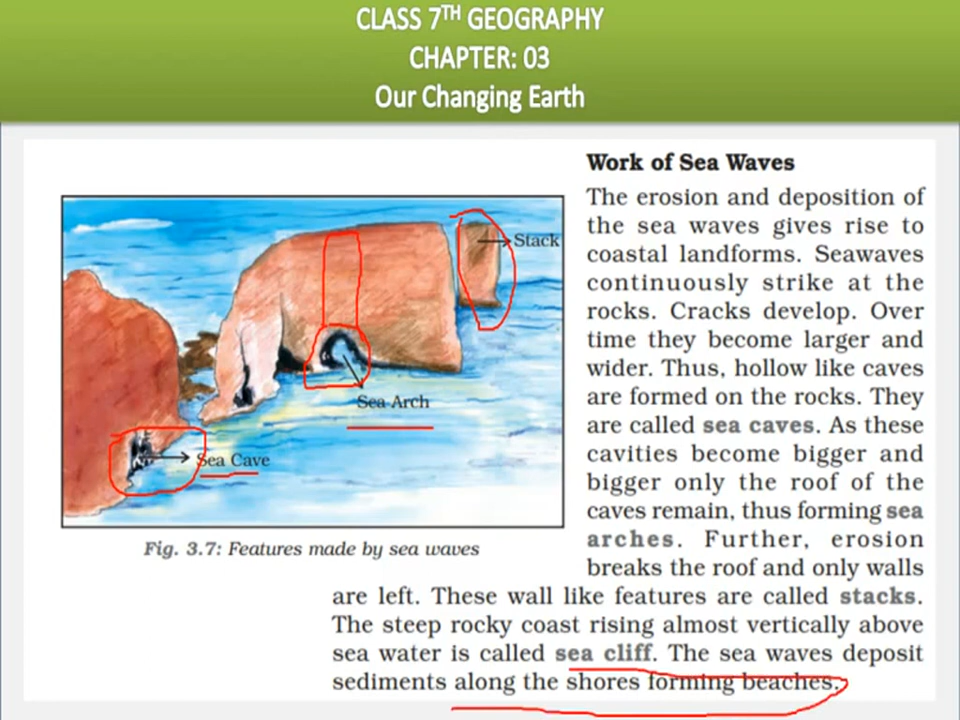 CLASS 7TH GEOGRAPHY
CHAPTER: 03
Our Changing Earth
Stack
Sea Arch
Sea Cave
Fig. 3.7: Features made by sea waves
Work of Sea Waves
The erosion and deposition of
the sea waves gives rise to
coastal landforms. Seawaves
continuously strike at the
rocks. Cracks develop. Over
time they become larger and
wider. Thus, hollow like caves
are formed on the rocks. They
are called sea caves. As these
cavities become bigger and
bigger only the roof of the
caves remain, thus forming sea
arches. Further, erosion
breaks the roof and only walls
are left. These wall like features are called stacks.
The steep rocky coast rising almost vertically above
sea water is called sea cliff. The sea waves deposit
sediments along the shores forming beaches.